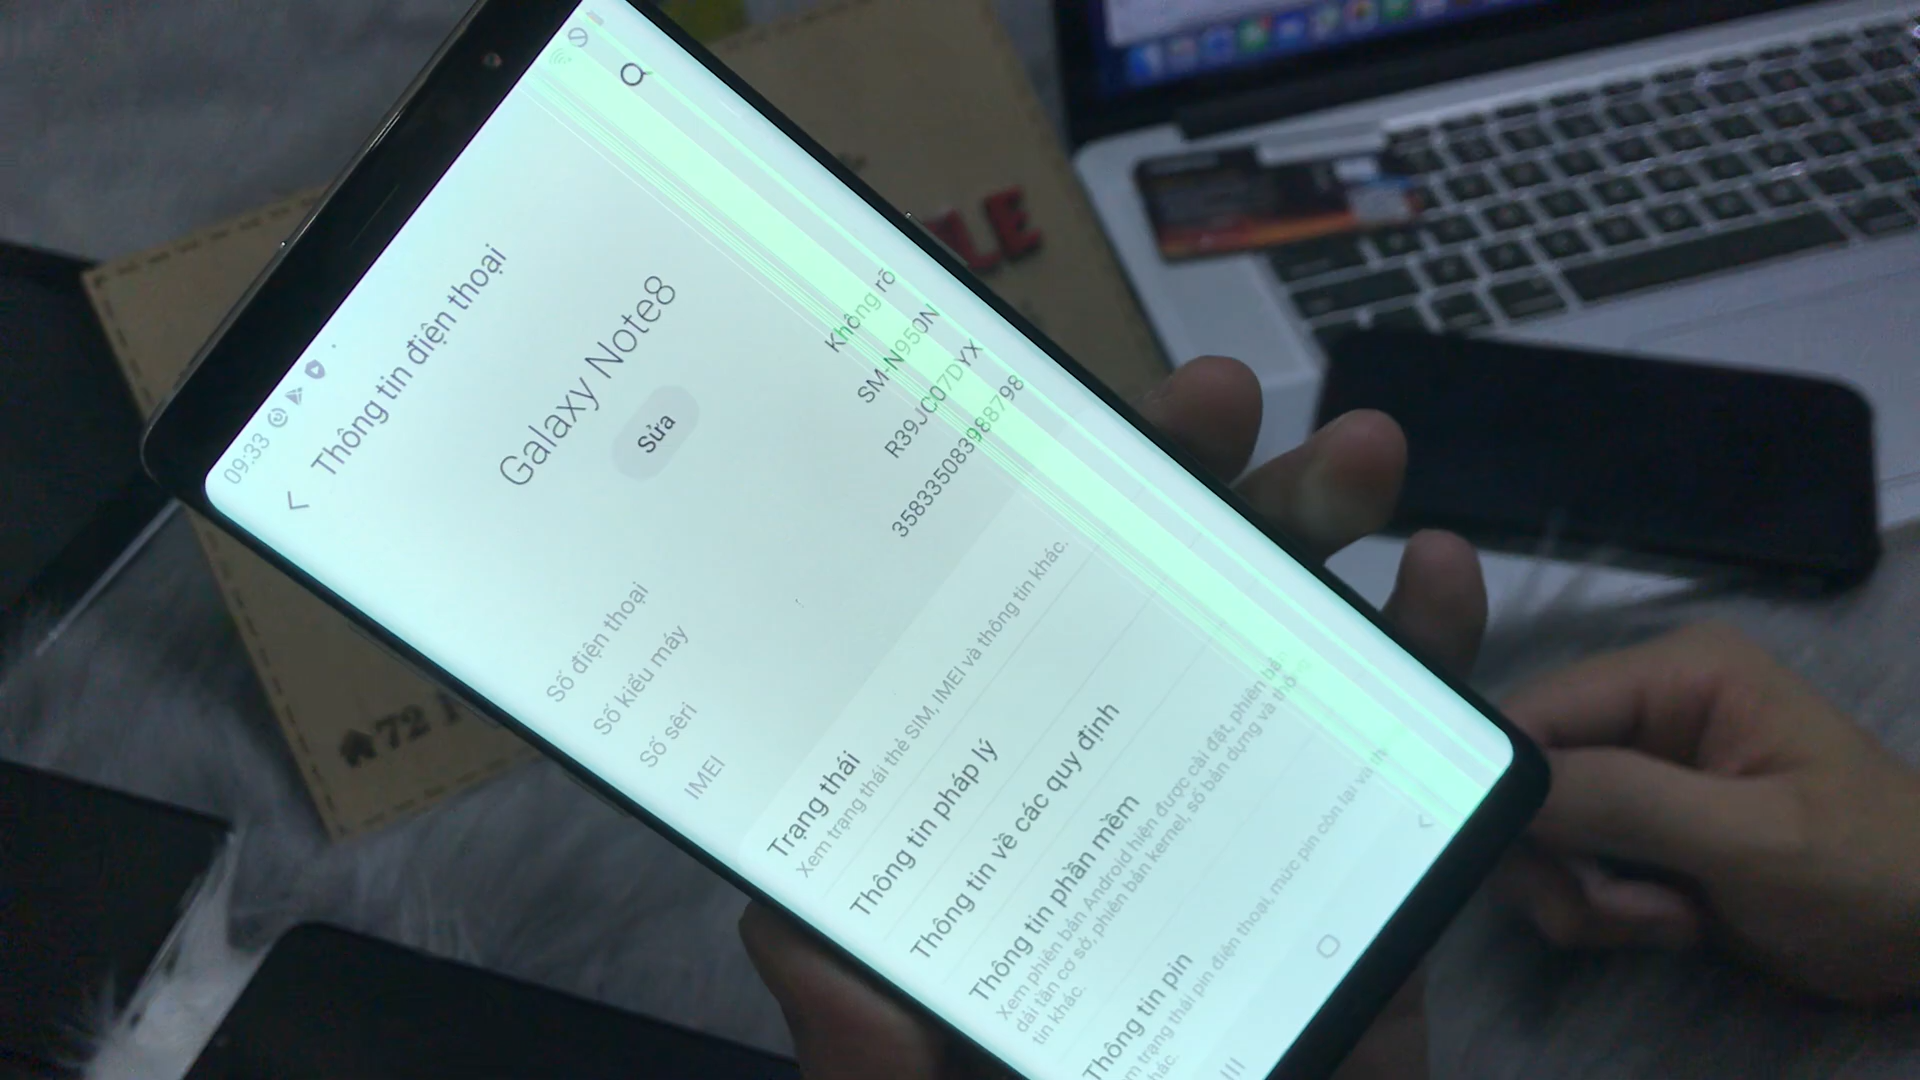 09:33
Thông tin điện thoại
Galaxy Note8
Sửa
Số điện thoại
Không rõ
Số kiểu máy
SM-N950N
Số sêri
R39JC07DYX
IMEI
358335083988798
Trạng thái
Xem trạng thái thẻ SIM, IMEI và thông tin khác.
Thông tin pháp lý
Thông tin về các quy định
Thông tin phần mềm
Xem phiên bản Android hiện được cài đặt, phiên bản
dải tần cơ sở, phiên bản kernel, số bản dựng và thô
tin khác.
Thông tin pin
m trạng thái pin điện thoại, mức pin còn lại và th
hác.
72